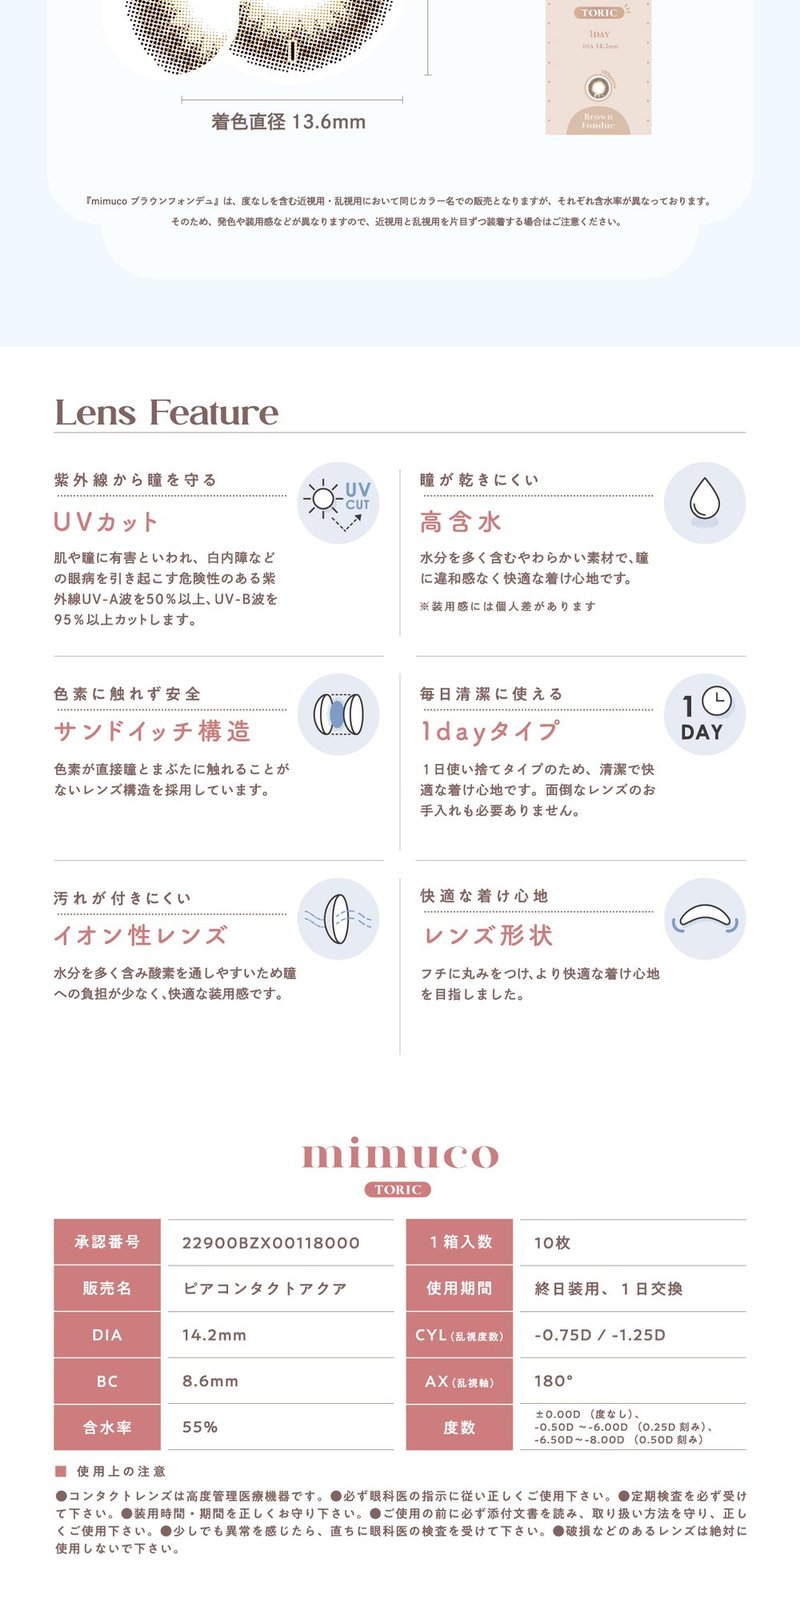 TORIC
1DAY
DIA 14.2mm
Brown
Fondue
着色直径 13.6mm
『mimuco ブラウンフォンデュ』は、度なしを含む近視用・乱視用において同じカラー名での販売となりますが、それぞれ含水率が異なっております。
そのため、発色や装用感などが異なりますので、近視用と乱視用を片目ずつ装着する場合はご注意ください。
Lens Feature
紫外線から瞳を守る
UVカット
UV
CUT
肌や瞳に有害といわれ、白内障など
の眼病を引き起こす危険性のある紫
外線UV-A波を50％以上、UV-B波を
95％以上カットします。
瞳が乾きにくい
高含水
水分を多く含むやわらかい素材で、瞳
に違和感なく快適な着け心地です。
※装用感には個人差があります
色素に触れず安全
サンドイッチ構造
色素が直接瞳とまぶたに触れることが
ないレンズ構造を採用しています。
毎日清潔に使える
1dayタイプ
1
DAY
１日使い捨てタイプのため、清潔で快
適な着け心地です。面倒なレンズのお
手入れも必要ありません。
汚れが付きにくい
イオン性レンズ
水分を多く含み酸素を通しやすいため瞳
への負担が少なく、快適な装用感です。
快適な着け心地
レンズ形状
フチに丸みをつけ、より快適な着け心地
を目指しました。
mimuco
TORIC
承認番号 22900BZX00118000
１箱入数 10枚
販売名 ピアコンタクトアクア
使用期間 終日装用、１日交換
DIA 14.2mm
CYL（乱視度数） -0.75D / -1.25D
BC 8.6mm
AX（乱視軸） 180°
含水率 55%
度数 ±0.00D （度なし）、
-0.50D 〜-6.00D （0.25D 刻み）、
-6.50D〜-8.00D （0.50D 刻み）
■ 使用上の注意
●コンタクトレンズは高度管理医療機器です。●必ず眼科医の指示に従い正しくご使用下さい。●定期検査を必ず受け
て下さい。●装用時間・期間を正しくお守り下さい。●ご使用の前に必ず添付文書を読み、取り扱い方法を守り、正し
くご使用下さい。●少しでも異常を感じたら、直ちに眼科医の検査を受けて下さい。●破損などのあるレンズは絶対に
使用しないで下さい。